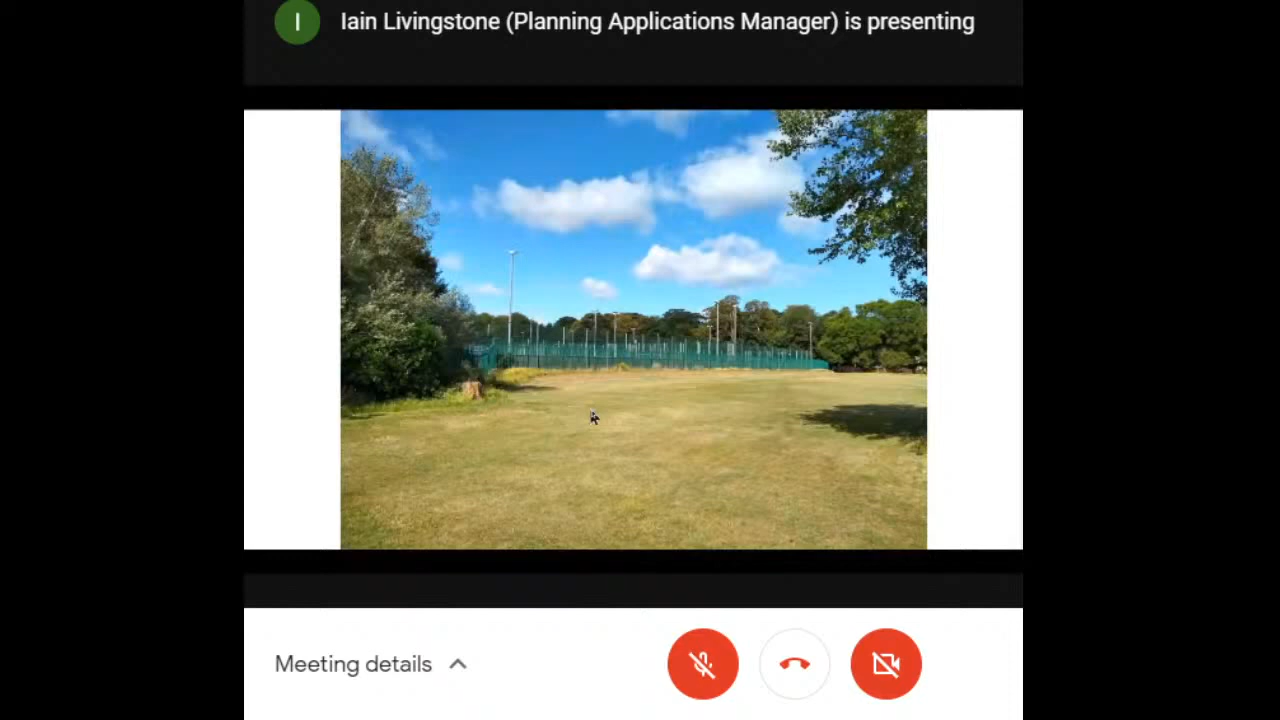 I
Iain Livingstone (Planning Applications Manager) is presenting
Meeting details